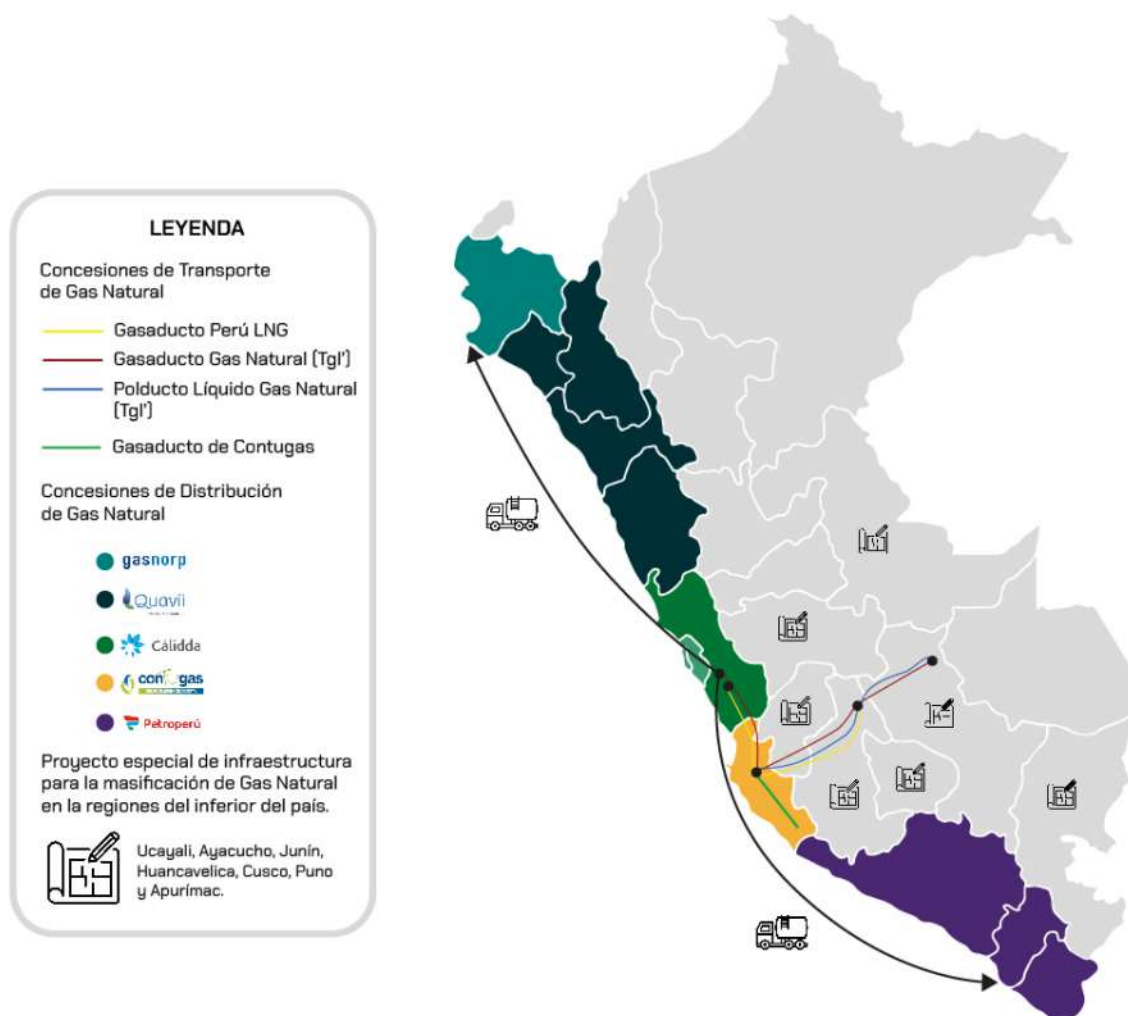 LEYENDA
Concesiones de Transporte
de Gas Natural
Gasaducto Perú LNG
Gasaducto Gas Natural (Tgl')
Polducto Líquido Gas Natural
(Tgl')
Gasaducto de Contugas
Concesiones de Distribución
de Gas Natural
gasnorp
Quavii
Cálidda
contugas
Petroperú
Proyecto especial de infraestructura
para la masificación de Gas Natural
en la regiones del inferior del país.
Ucayali, Ayacucho, Junín,
Huancavelica, Cusco, Puno
y Apurímac.